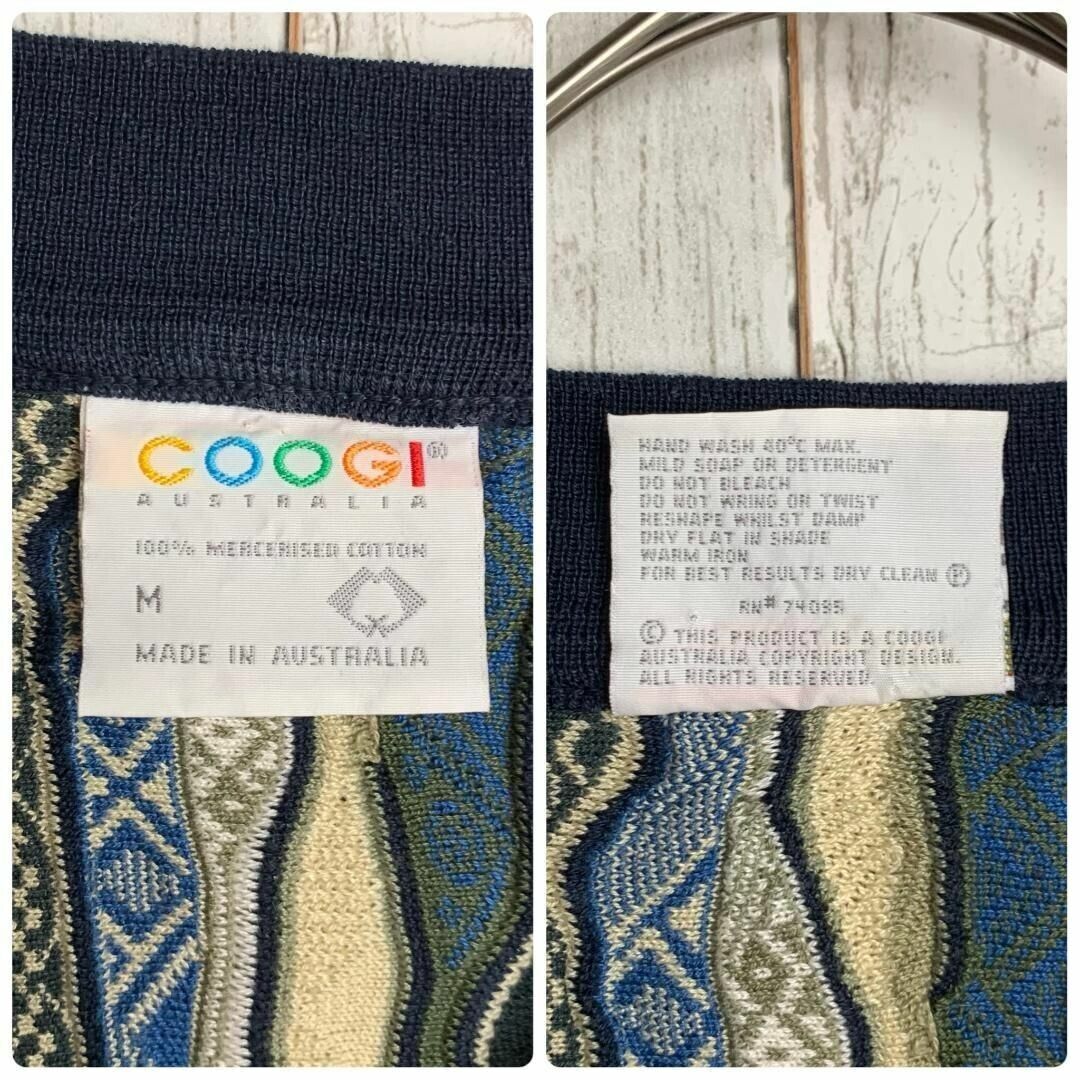 COOGI®
AUSTRALIA
100% MERCERISED COTTON
M
MADE IN AUSTRALIA
HAND WASH 40°C MAX.
MILD SOAP OR DETERGENT
DO NOT BLEACH
DO NOT WRING OR TWIST
RESHAPE WHILST DAMP
DRY FLAT IN SHADE
WARM IRON
FOR BEST RESULTS DRY CLEAN Ⓟ
RN# 74095
© THIS PRODUCT IS A COOGI
AUSTRALIA COPYRIGHT DESIGN.
ALL RIGHTS RESERVED.